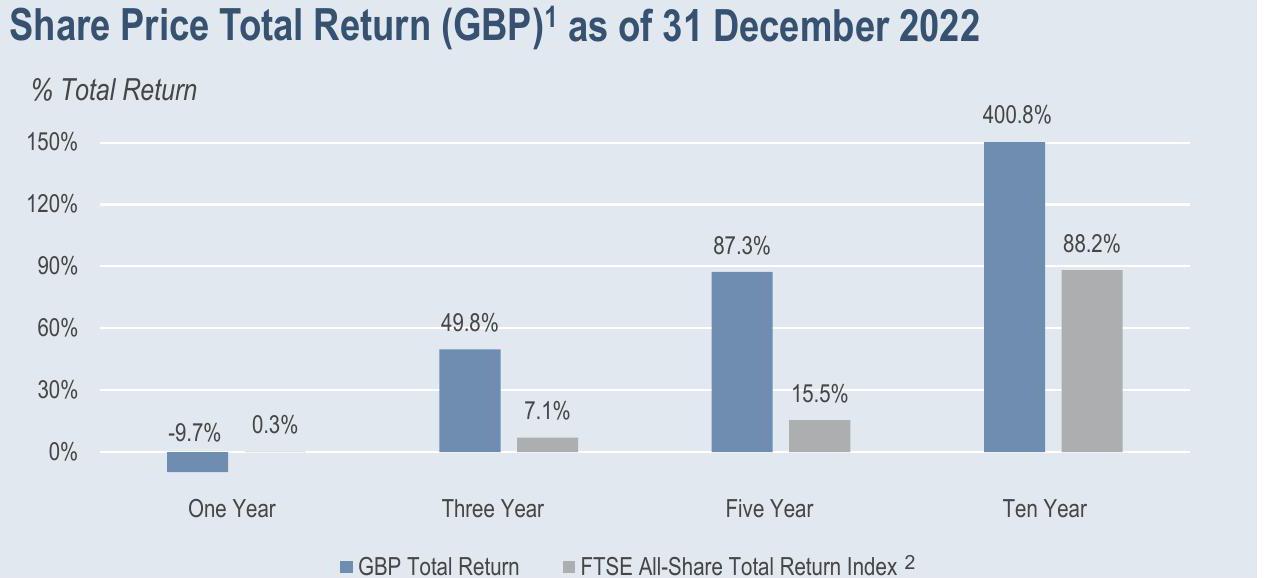 Share Price Total Return (GBP)¹ as of 31 December 2022
% Total Return
400.8%
150%
120%
87.3%
88.2%
90%
49.8%
60%
30%
15.5%
7.1%
-9.7%
0.3%
0%
One Year
Three Year
Five Year
Ten Year
GBP Total Return
FTSE All-Share Total Return Index ²